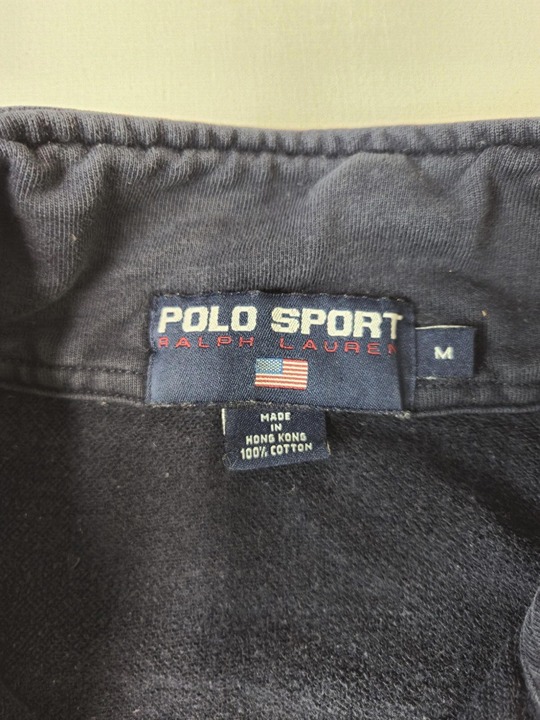 POLO SPORT
RALPH LAUREN
M
MADE
IN
HONG KONG
100% COTTON